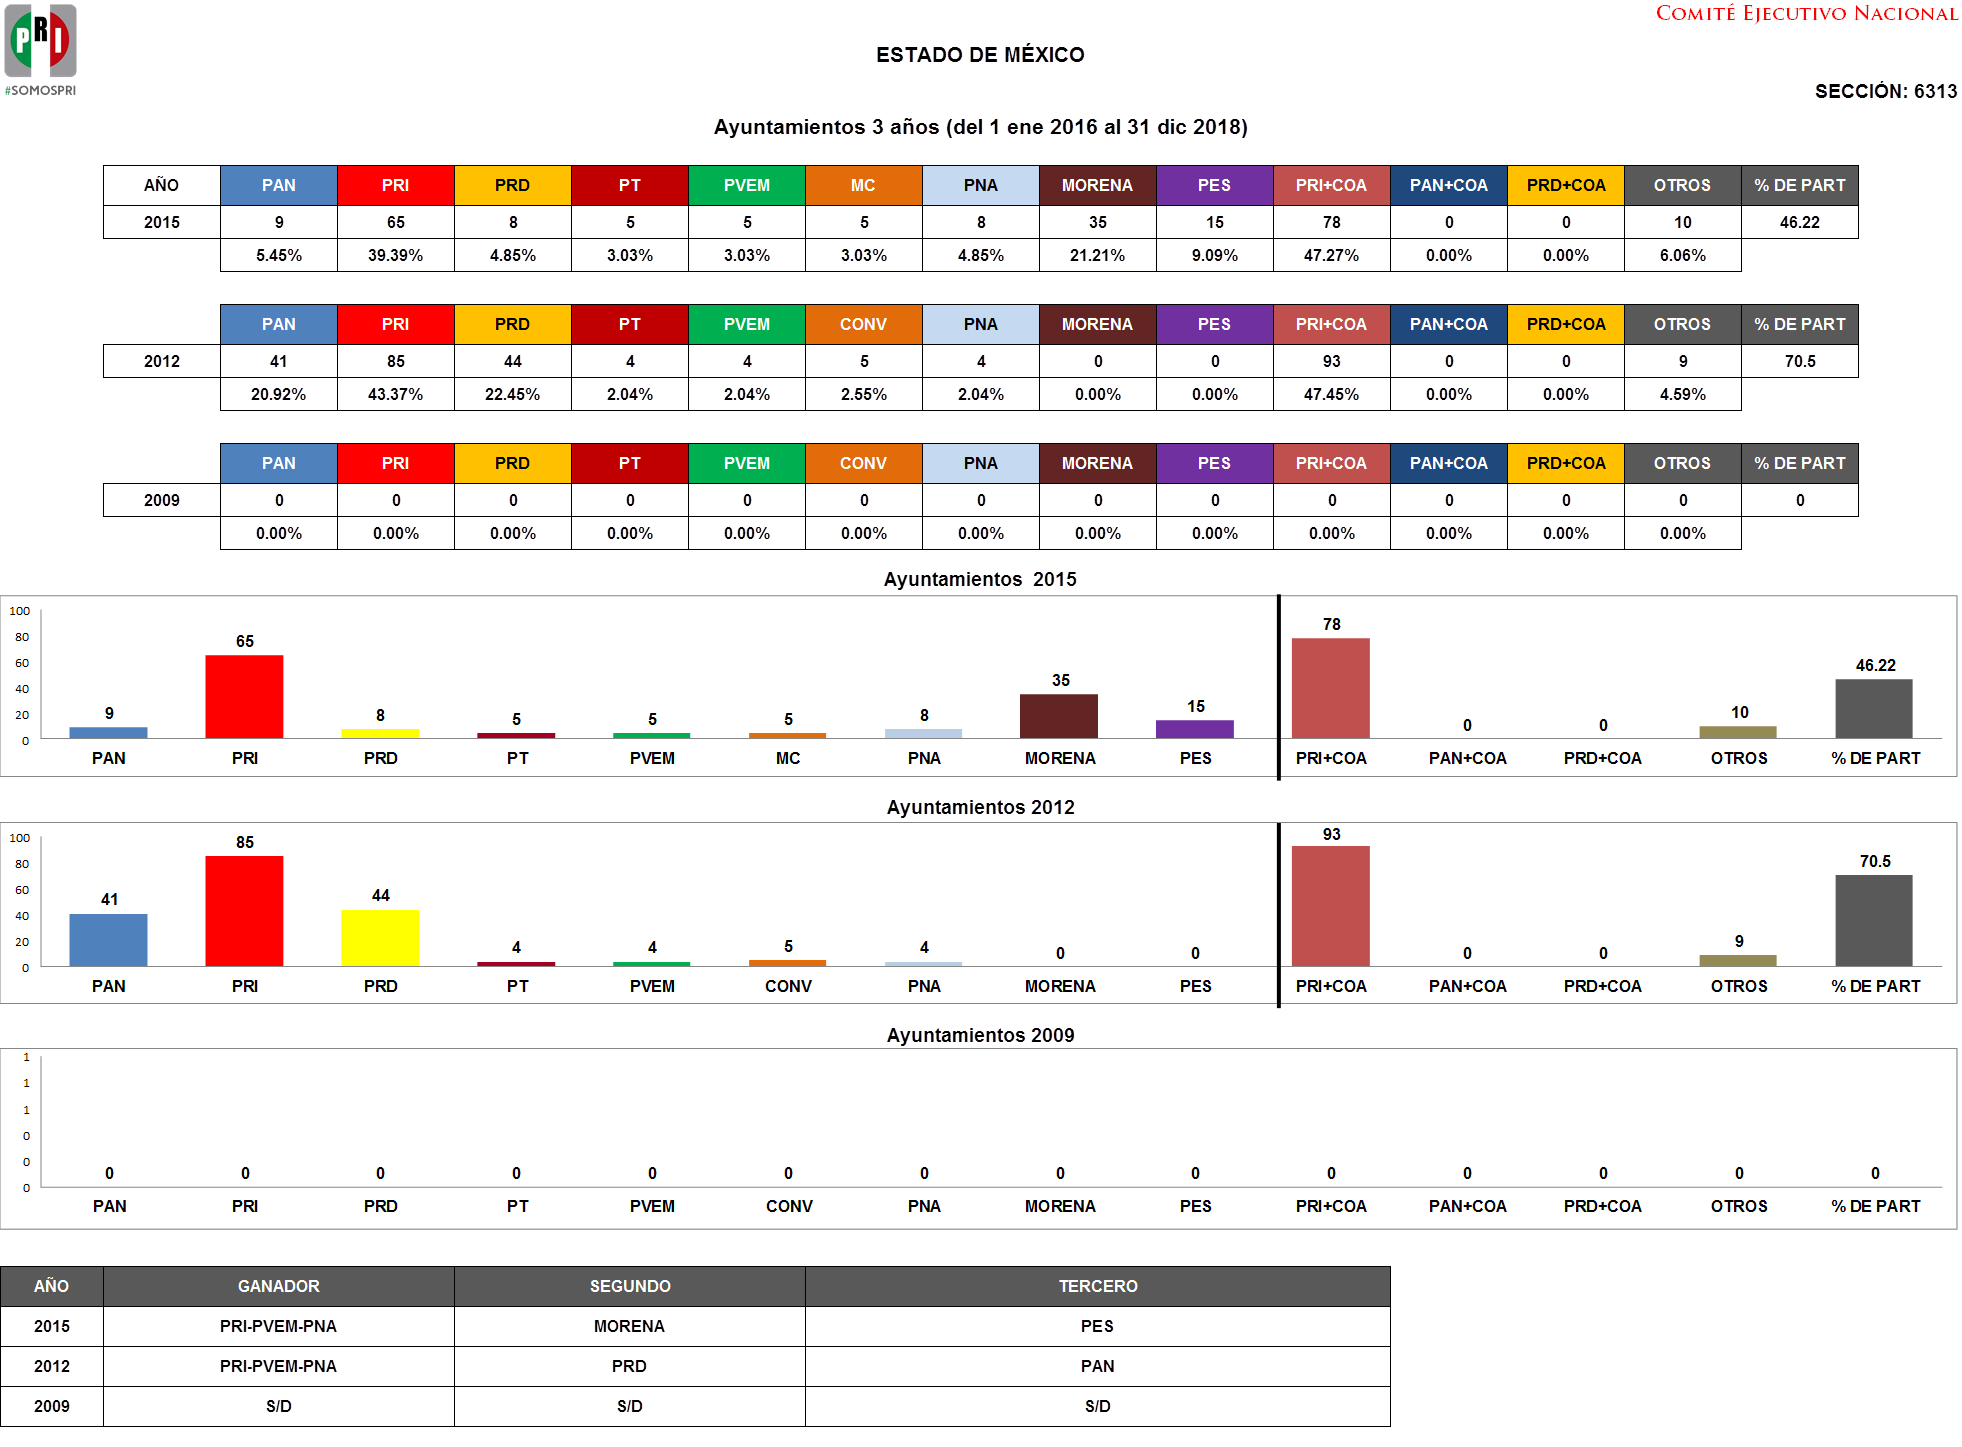 PRI
#SOMOSPRI
COMITÉ EJECUTIVO NACIONAL
ESTADO DE MÉXICO
SECCIÓN: 6313
Ayuntamientos 3 años (del 1 ene 2016 al 31 dic 2018)
AÑO PAN PRI PRD PT PVEM MC PNA MORENA PES PRI+COA PAN+COA PRD+COA OTROS % DE PART
2015 9 65 8 5 5 5 8 35 15 78 0 0 10 46.22
5.45% 39.39% 4.85% 3.03% 3.03% 3.03% 4.85% 21.21% 9.09% 47.27% 0.00% 0.00% 6.06%
PAN PRI PRD PT PVEM CONV PNA MORENA PES PRI+COA PAN+COA PRD+COA OTROS % DE PART
2012 41 85 44 4 4 5 4 0 0 93 0 0 9 70.5
20.92% 43.37% 22.45% 2.04% 2.04% 2.55% 2.04% 0.00% 0.00% 47.45% 0.00% 0.00% 4.59%
PAN PRI PRD PT PVEM CONV PNA MORENA PES PRI+COA PAN+COA PRD+COA OTROS % DE PART
2009 0 0 0 0 0 0 0 0 0 0 0 0 0 0
0.00% 0.00% 0.00% 0.00% 0.00% 0.00% 0.00% 0.00% 0.00% 0.00% 0.00% 0.00% 0.00%
Ayuntamientos 2015
100
80
60
40
20
0
9 65 8 5 5 5 8 35 15 78 0 0 10 46.22
PAN PRI PRD PT PVEM MC PNA MORENA PES PRI+COA PAN+COA PRD+COA OTROS % DE PART
Ayuntamientos 2012
100
80
60
40
20
0
41 85 44 4 4 5 4 0 0 93 0 0 9 70.5
PAN PRI PRD PT PVEM CONV PNA MORENA PES PRI+COA PAN+COA PRD+COA OTROS % DE PART
Ayuntamientos 2009
1
1
1
0
0
0
0 0 0 0 0 0 0 0 0 0 0 0 0 0
PAN PRI PRD PT PVEM CONV PNA MORENA PES PRI+COA PAN+COA PRD+COA OTROS % DE PART
AÑO GANADOR SEGUNDO TERCERO
2015 PRI-PVEM-PNA MORENA PES
2012 PRI-PVEM-PNA PRD PAN
2009 S/D S/D S/D